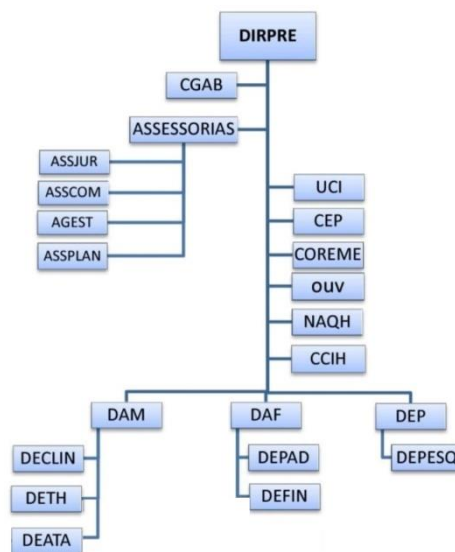 DIRPRE
CGAB
ASSESSORIAS
ASSJUR
ASSCOM
AGEST
ASSPLAN
UCI
CEP
COREME
ouv
NAQH
CCIH
DAM
DAF
DEP
DECLIN
DETH
DEATA
DEPAD
DEFIN
DEPESQ